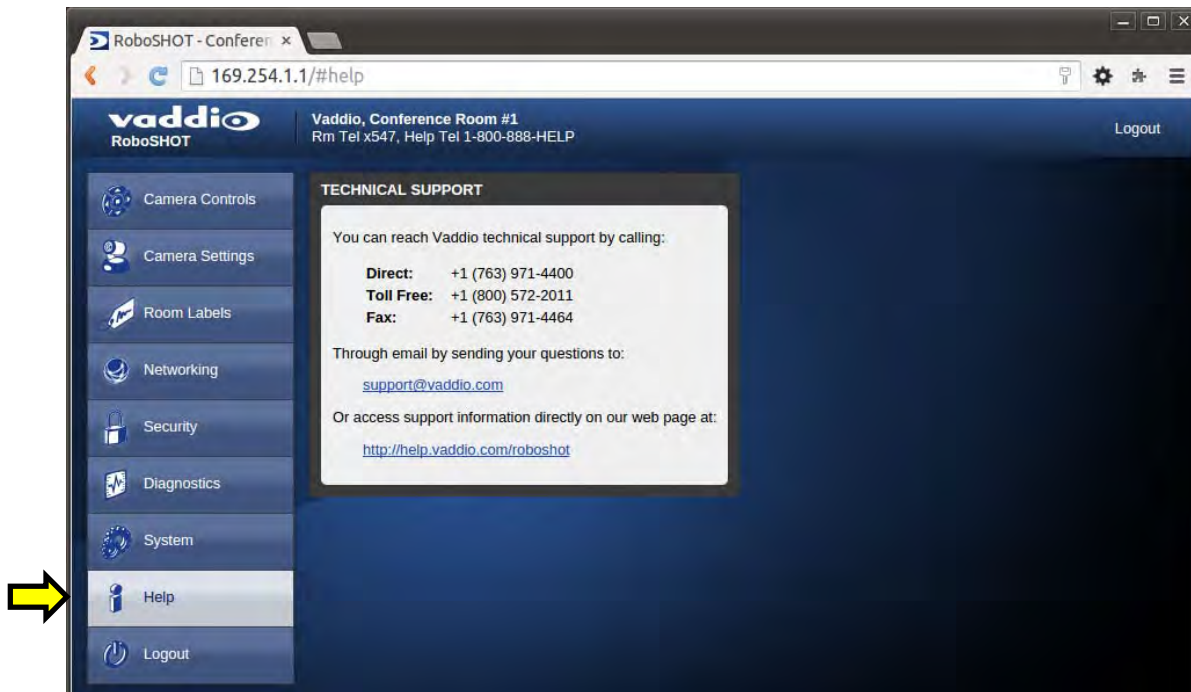 RoboSHOT - Conferen ×
169.254.1.1/#help
vaddio
RoboSHOT
Vaddio, Conference Room #1
Rm Tel x547, Help Tel 1-800-888-HELP
Logout
Camera Controls
Camera Settings
Room Labels
Networking
Security
Diagnostics
System
Help
Logout
TECHNICAL SUPPORT
You can reach Vaddio technical support by calling:
Direct: +1 (763) 971-4400
Toll Free: +1 (800) 572-2011
Fax: +1 (763) 971-4464
Through email by sending your questions to:
support@vaddio.com
Or access support information directly on our web page at:
http://help.vaddio.com/roboshot